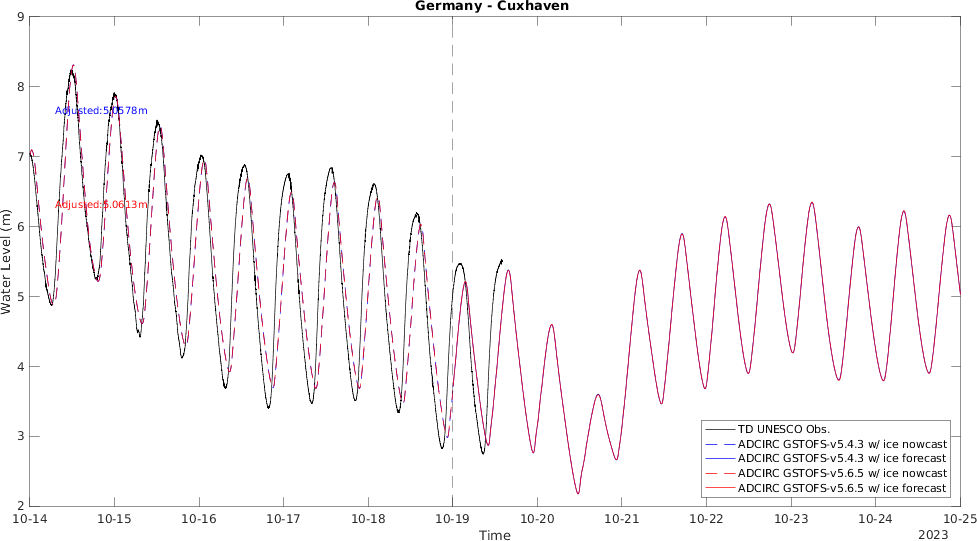 Germany - Cuxhaven
9
8
7
6
5
4
3
2
Water Level (m)
Adjusted:5.0578m
Adjusted:5.0613m
TD UNESCO Obs.
ADCIRC GSTOFS-v5.4.3 w/ ice nowcast
ADCIRC GSTOFS-v5.4.3 w/ ice forecast
ADCIRC GSTOFS-v5.6.5 w/ ice nowcast
ADCIRC GSTOFS-v5.6.5 w/ ice forecast
10-14 10-15 10-16 10-17 10-18 10-19 10-20 10-21 10-22 10-23 10-24 10-25
Time
2023